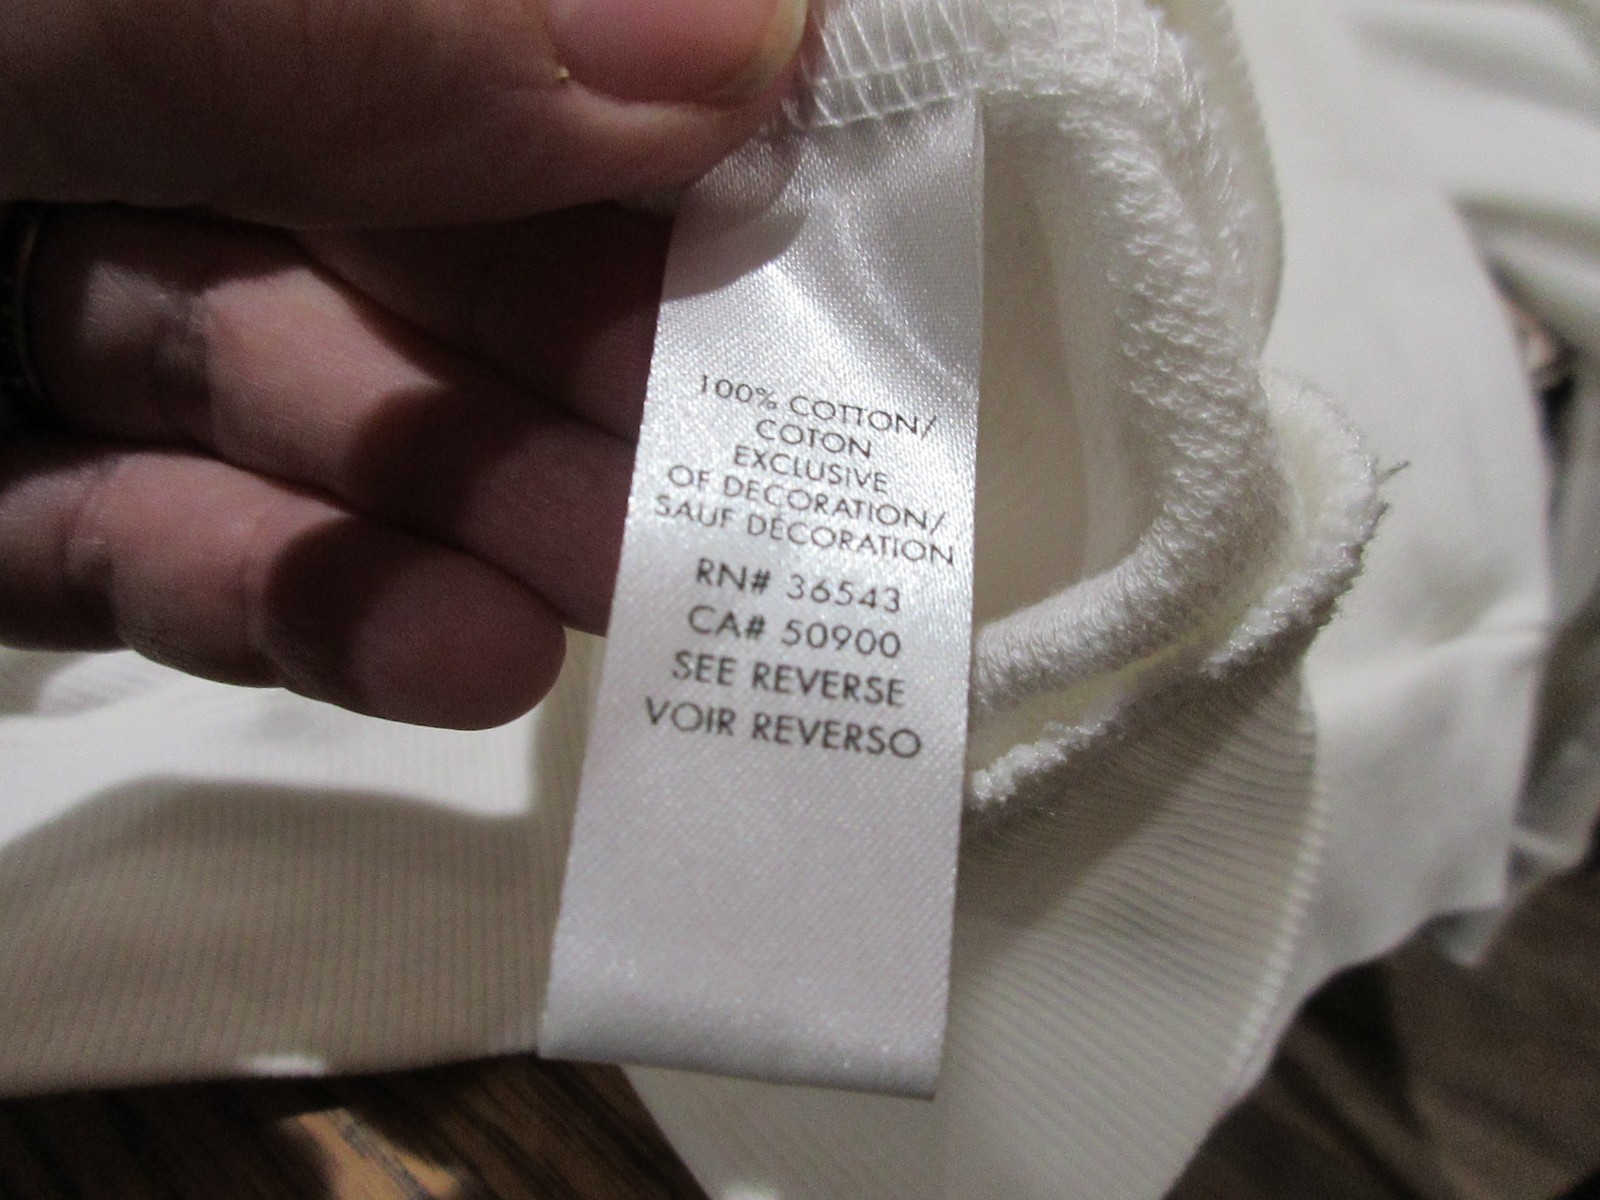 100% COTTON/
COTON
EXCLUSIVE
OF DECORATION/
SAUF DÉCORATION
RN# 36543
CA# 50900
SEE REVERSE
VOIR REVERSO